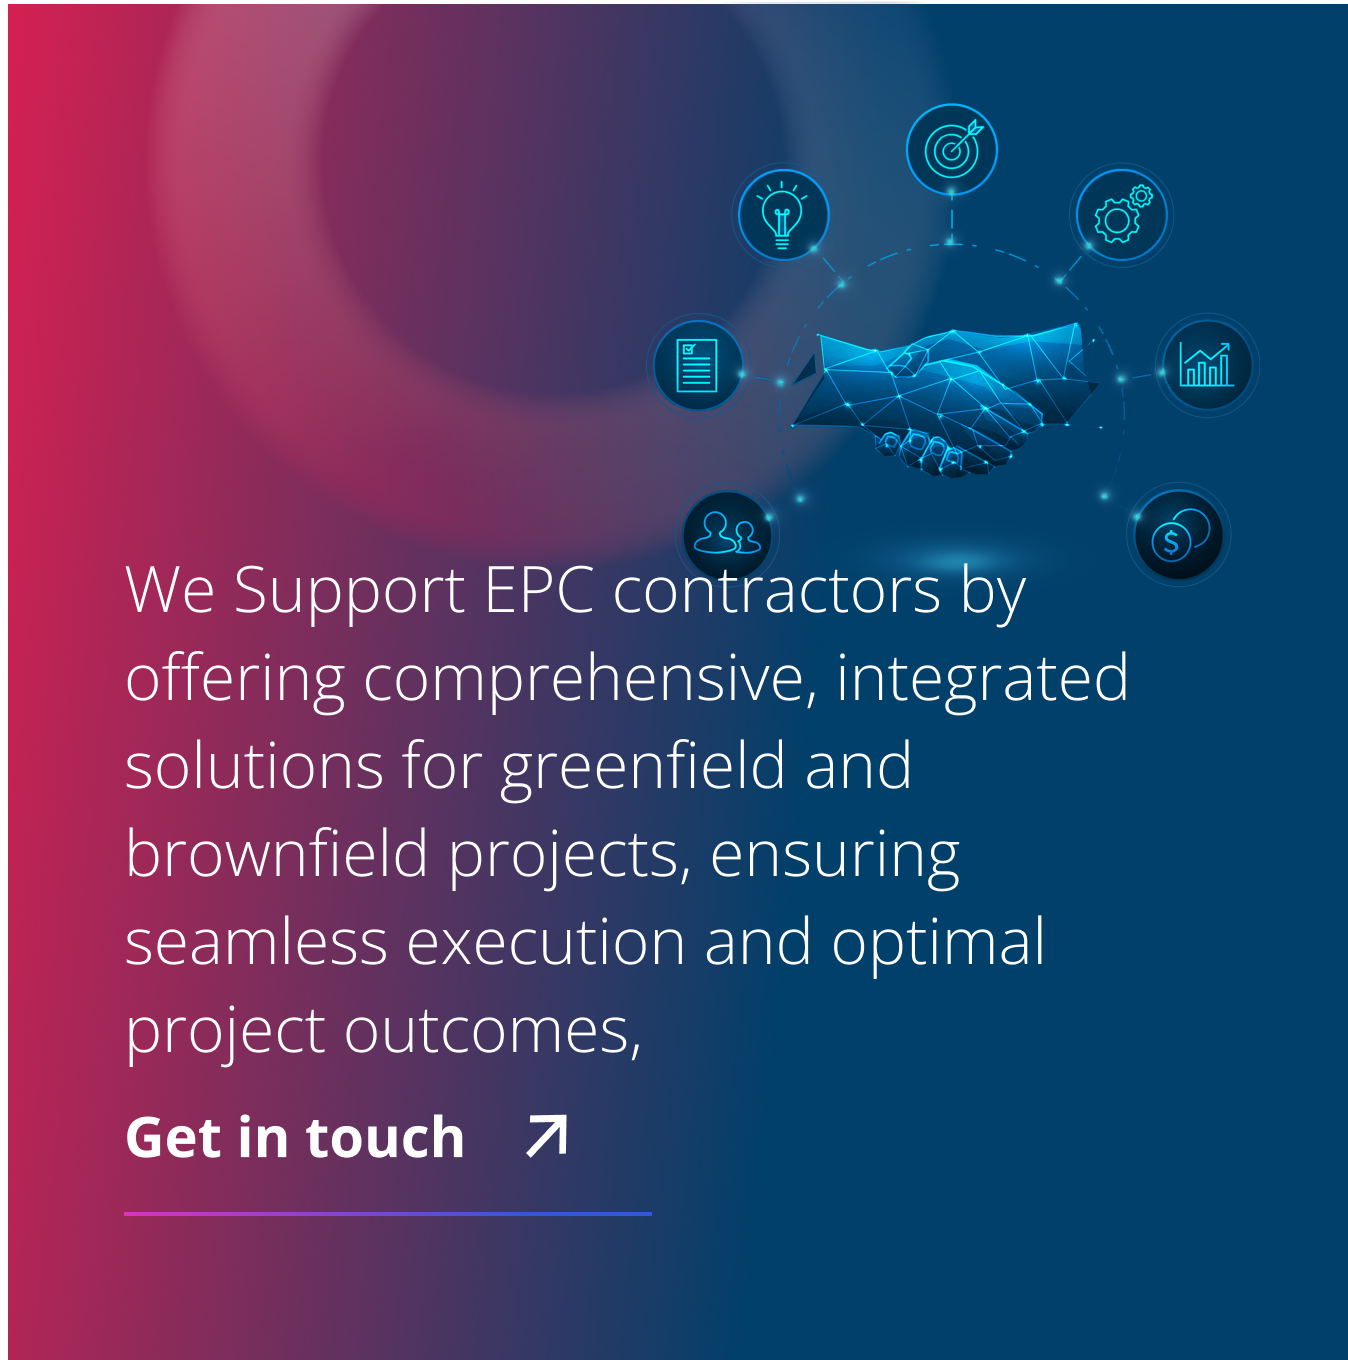 We Support EPC contractors by
offering comprehensive, integrated
solutions for greenfield and
brownfield projects, ensuring
seamless execution and optimal
project outcomes,
Get in touch
$